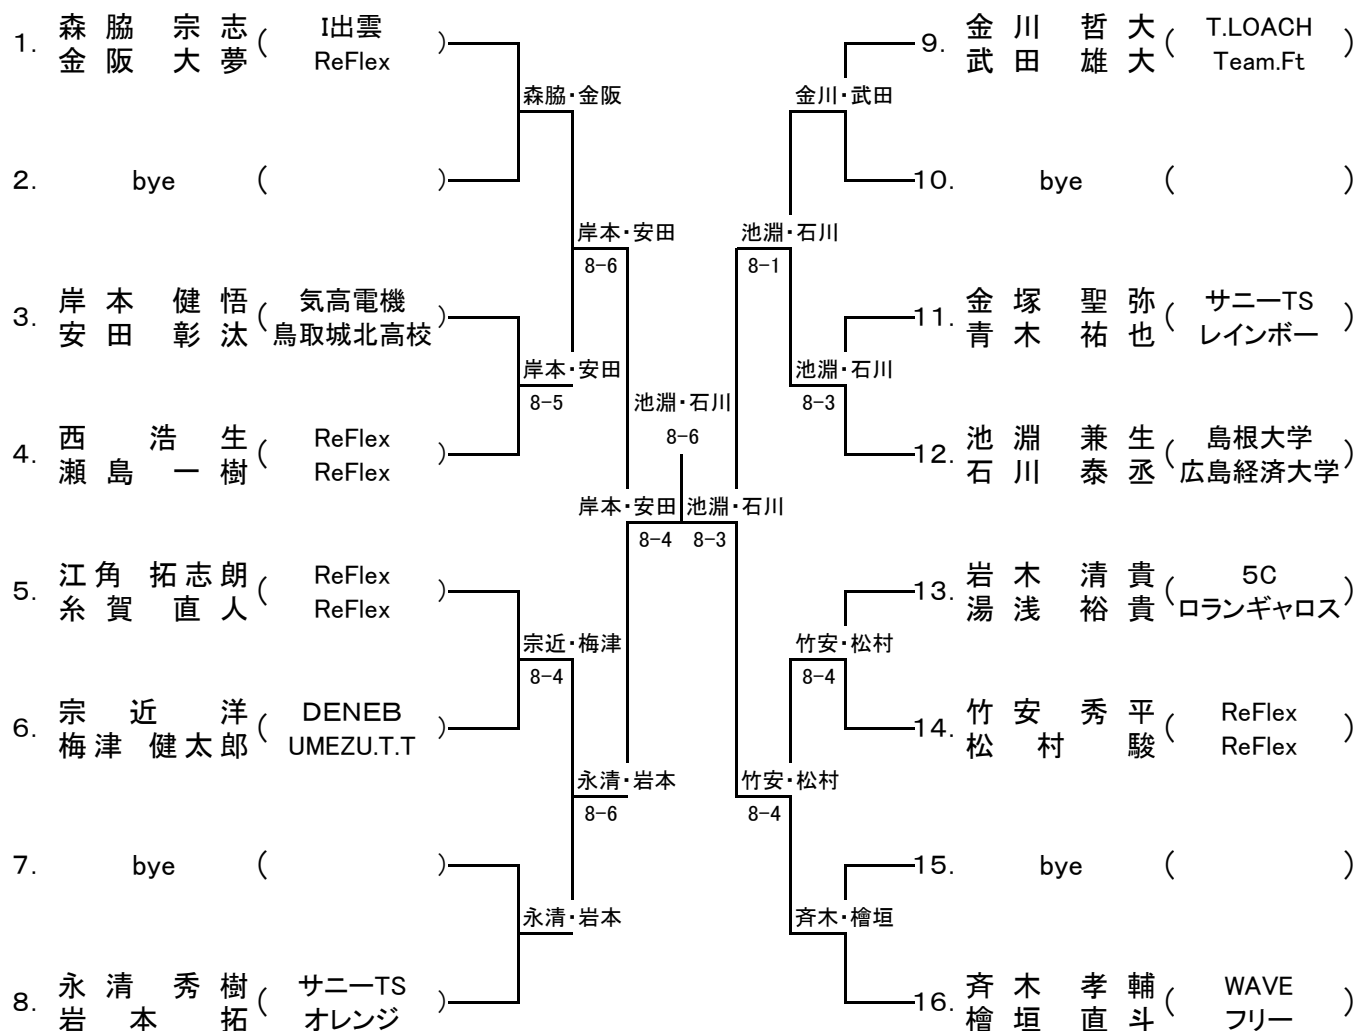 1. 森脇 宗志 ( I出雲 )
金阪 大夢 ReFlex
森脇・金阪
2. bye ( )
岸本・安田
8-6
3. 岸本 健悟 ( 気高電機 )
安田 彰汰 鳥取城北高校
岸本・安田
8-5
4. 西 浩生 ( ReFlex )
瀬島 一樹 ReFlex
岸本・安田
8-4
5. 江角 拓志朗 ( ReFlex )
糸賀 直人 ReFlex
宗近・梅津
8-4
6. 宗近 洋 ( DENEB )
梅津 健太郎 UMEZU.T.T
永清・岩本
8-6
7. bye ( )
永清・岩本
8. 永清 秀樹 ( サニーTS )
岩本 拓 オレンジ
池淵・石川
8-6
9. 金川 哲大 ( T.LOACH )
武田 雄大 Team.Ft
金川・武田
10. bye ( )
池淵・石川
8-1
11. 金塚 聖弥 ( サニーTS )
青木 祐也 レインボー
池淵・石川
8-3
12. 池淵 兼生 ( 島根大学 )
石川 泰丞 広島経済大学
池淵・石川
8-3
13. 岩木 清貴 ( 5C )
湯浅 裕貴 ロランギャロス
竹安・松村
8-4
14. 竹安 秀平 ( ReFlex )
松村 駿 ReFlex
竹安・松村
8-4
15. bye ( )
斉木・檜垣
16. 斉木 孝輔 ( WAVE )
檜垣 直斗 フリー